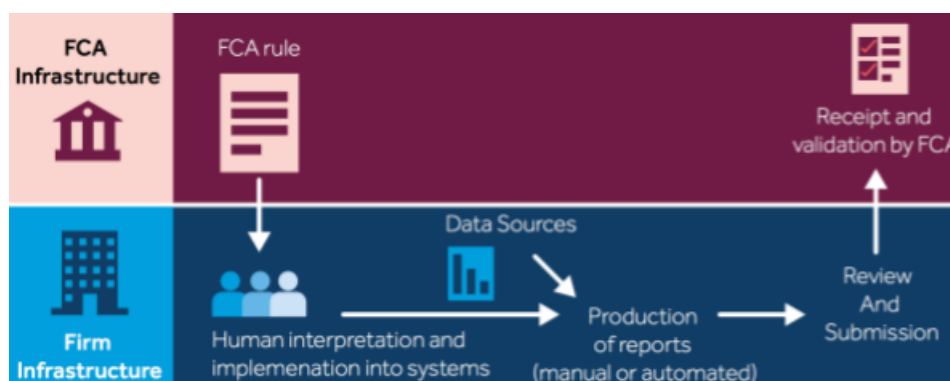 FCA
Infrastructure
FCA rule
Receipt and
validation by FCA
Firm
Infrastructure
Human interpretation and
implemenation into systems
Data Sources
Production
of reports
(manual or automated)
Review
And
Submission